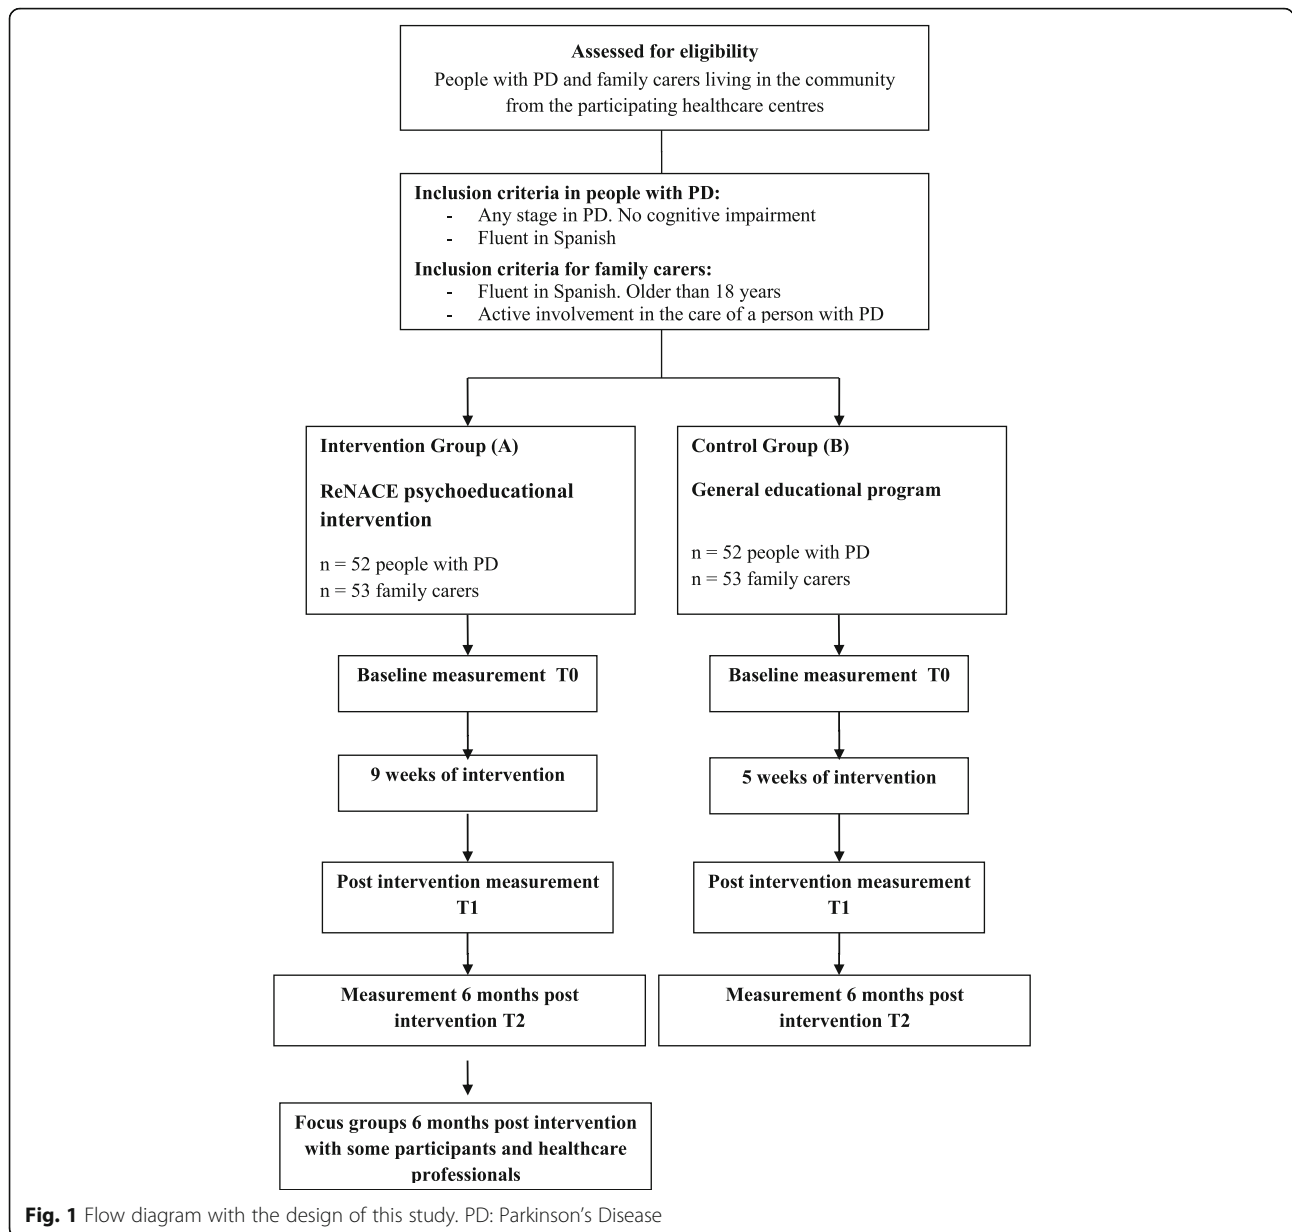 Assessed for eligibility
People with PD and family carers living in the community
from the participating healthcare centres
Inclusion criteria in people with PD:
- Any stage in PD. No cognitive impairment
- Fluent in Spanish
Inclusion criteria for family carers:
- Fluent in Spanish. Older than 18 years
- Active involvement in the care of a person with PD
Intervention Group (A)
ReNACE psychoeducational
intervention
n = 52 people with PD
n = 53 family carers
Control Group (B)
General educational program
n = 52 people with PD
n = 53 family carers
Baseline measurement T0
Baseline measurement T0
9 weeks of intervention
5 weeks of intervention
Post intervention measurement
T1
Post intervention measurement
T1
Measurement 6 months post
intervention T2
Measurement 6 months post
intervention T2
Focus groups 6 months post intervention
with some participants and healthcare
professionals
Fig. 1 Flow diagram with the design of this study. PD: Parkinson's Disease